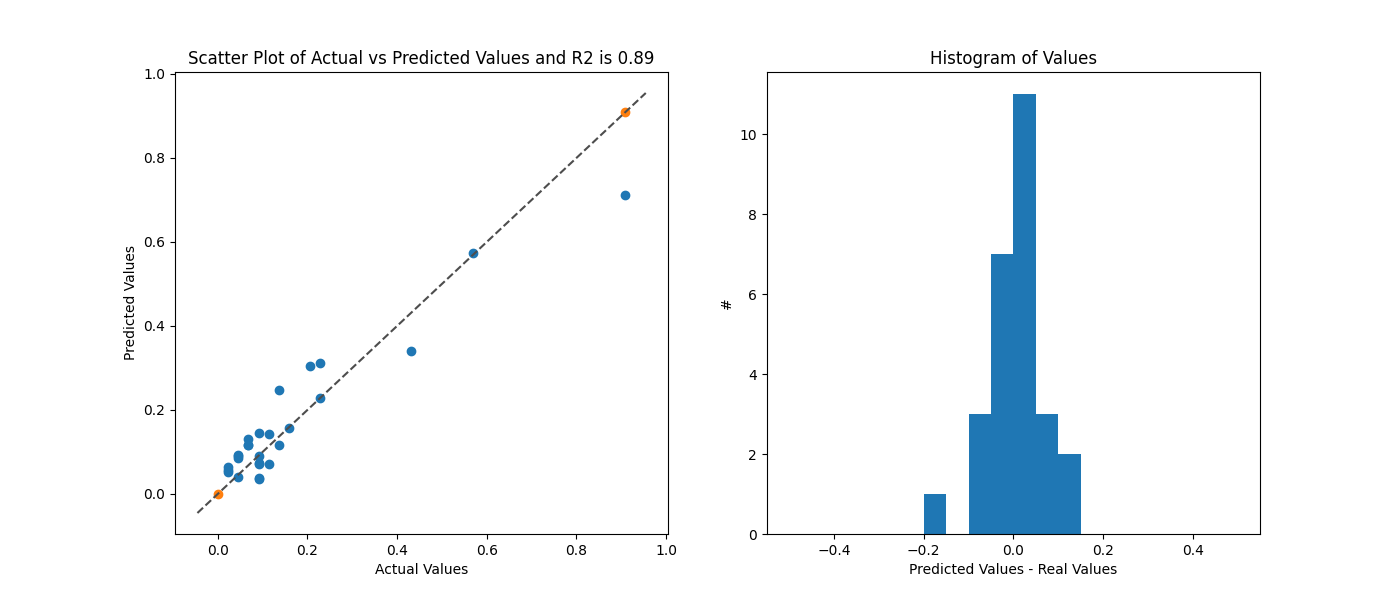 Scatter Plot of Actual vs Predicted Values and R2 is 0.89
1.0
0.8
0.6
0.4
0.2
0.0
Predicted Values
0.0 0.2 0.4 0.6 0.8 1.0
Actual Values
Histogram of Values
10
8
6
4
2
0
#
−0.4 −0.2 0.0 0.2 0.4
Predicted Values - Real Values